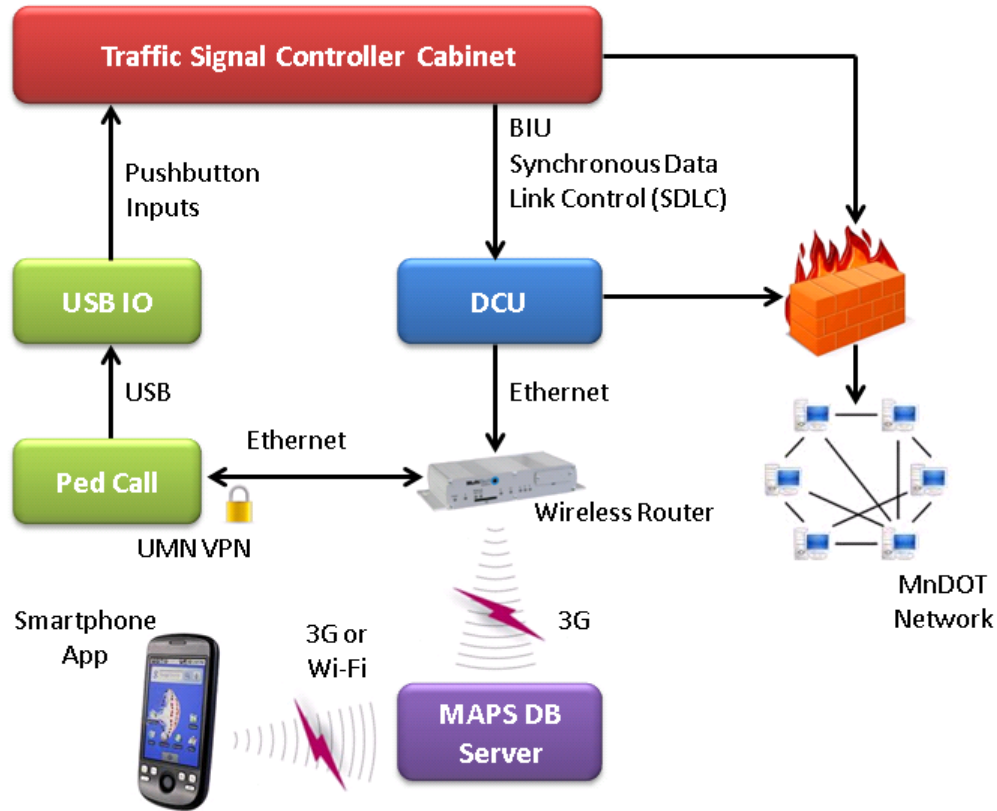 Traffic Signal Controller Cabinet
Pushbutton
Inputs
BIU
Synchronous Data
Link Control (SDLC)
USB IO
DCU
USB
Ethernet
Ped Call
Ethernet
UMN VPN
Wireless Router
MnDOT
Network
Smartphone
App
3G or
Wi-Fi
3G
MAPS DB
Server